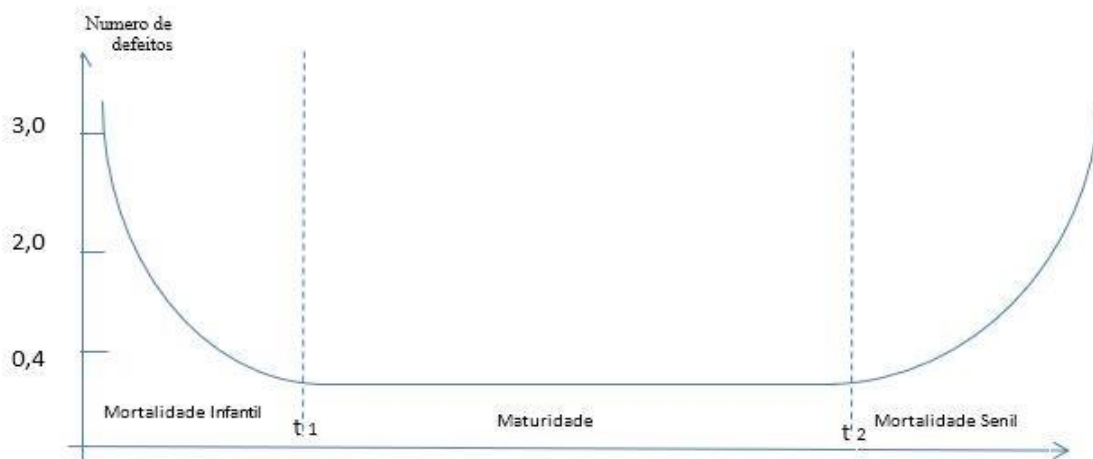 Numero de
defeitos
3,0
2,0
0,4
Mortalidade Infantil
t 1
Maturidade
t 2
Mortalidade Senil